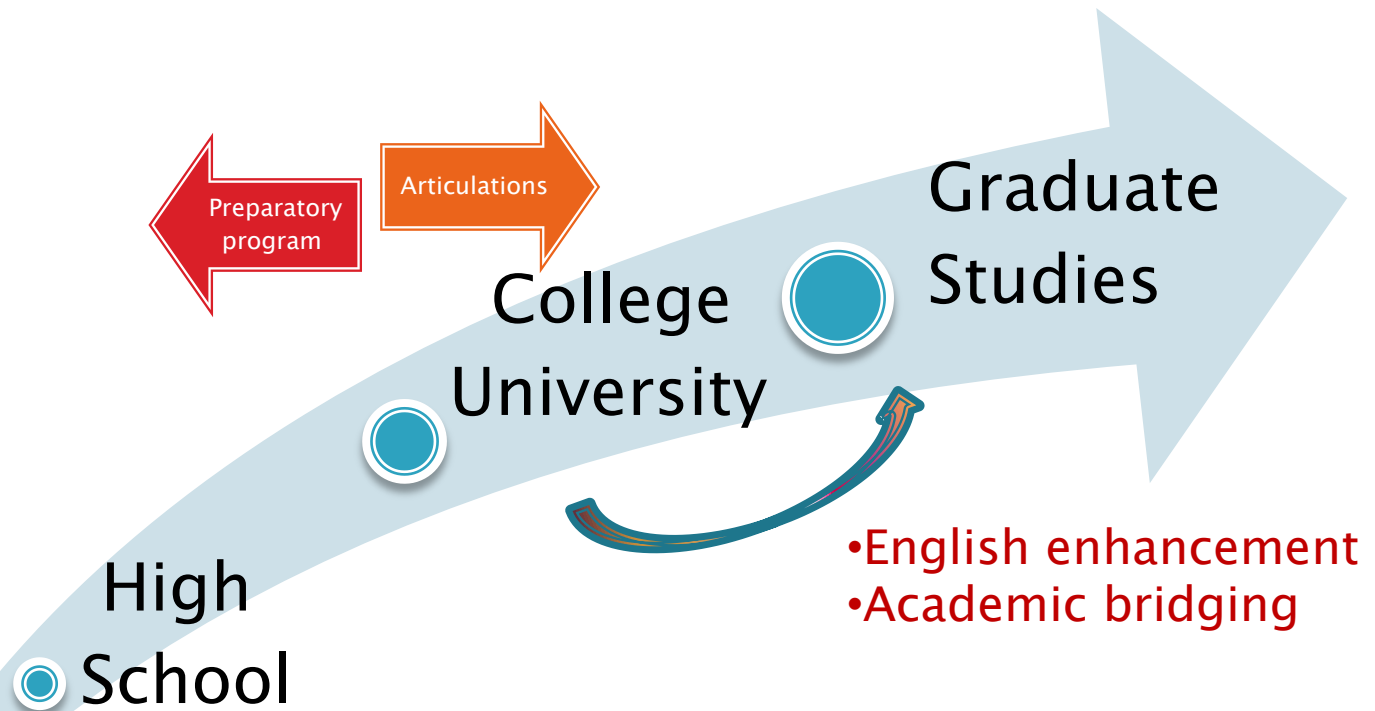 Preparatory
program
Articulations
Graduate
Studies
College
University
•English enhancement
•Academic bridging
High
School